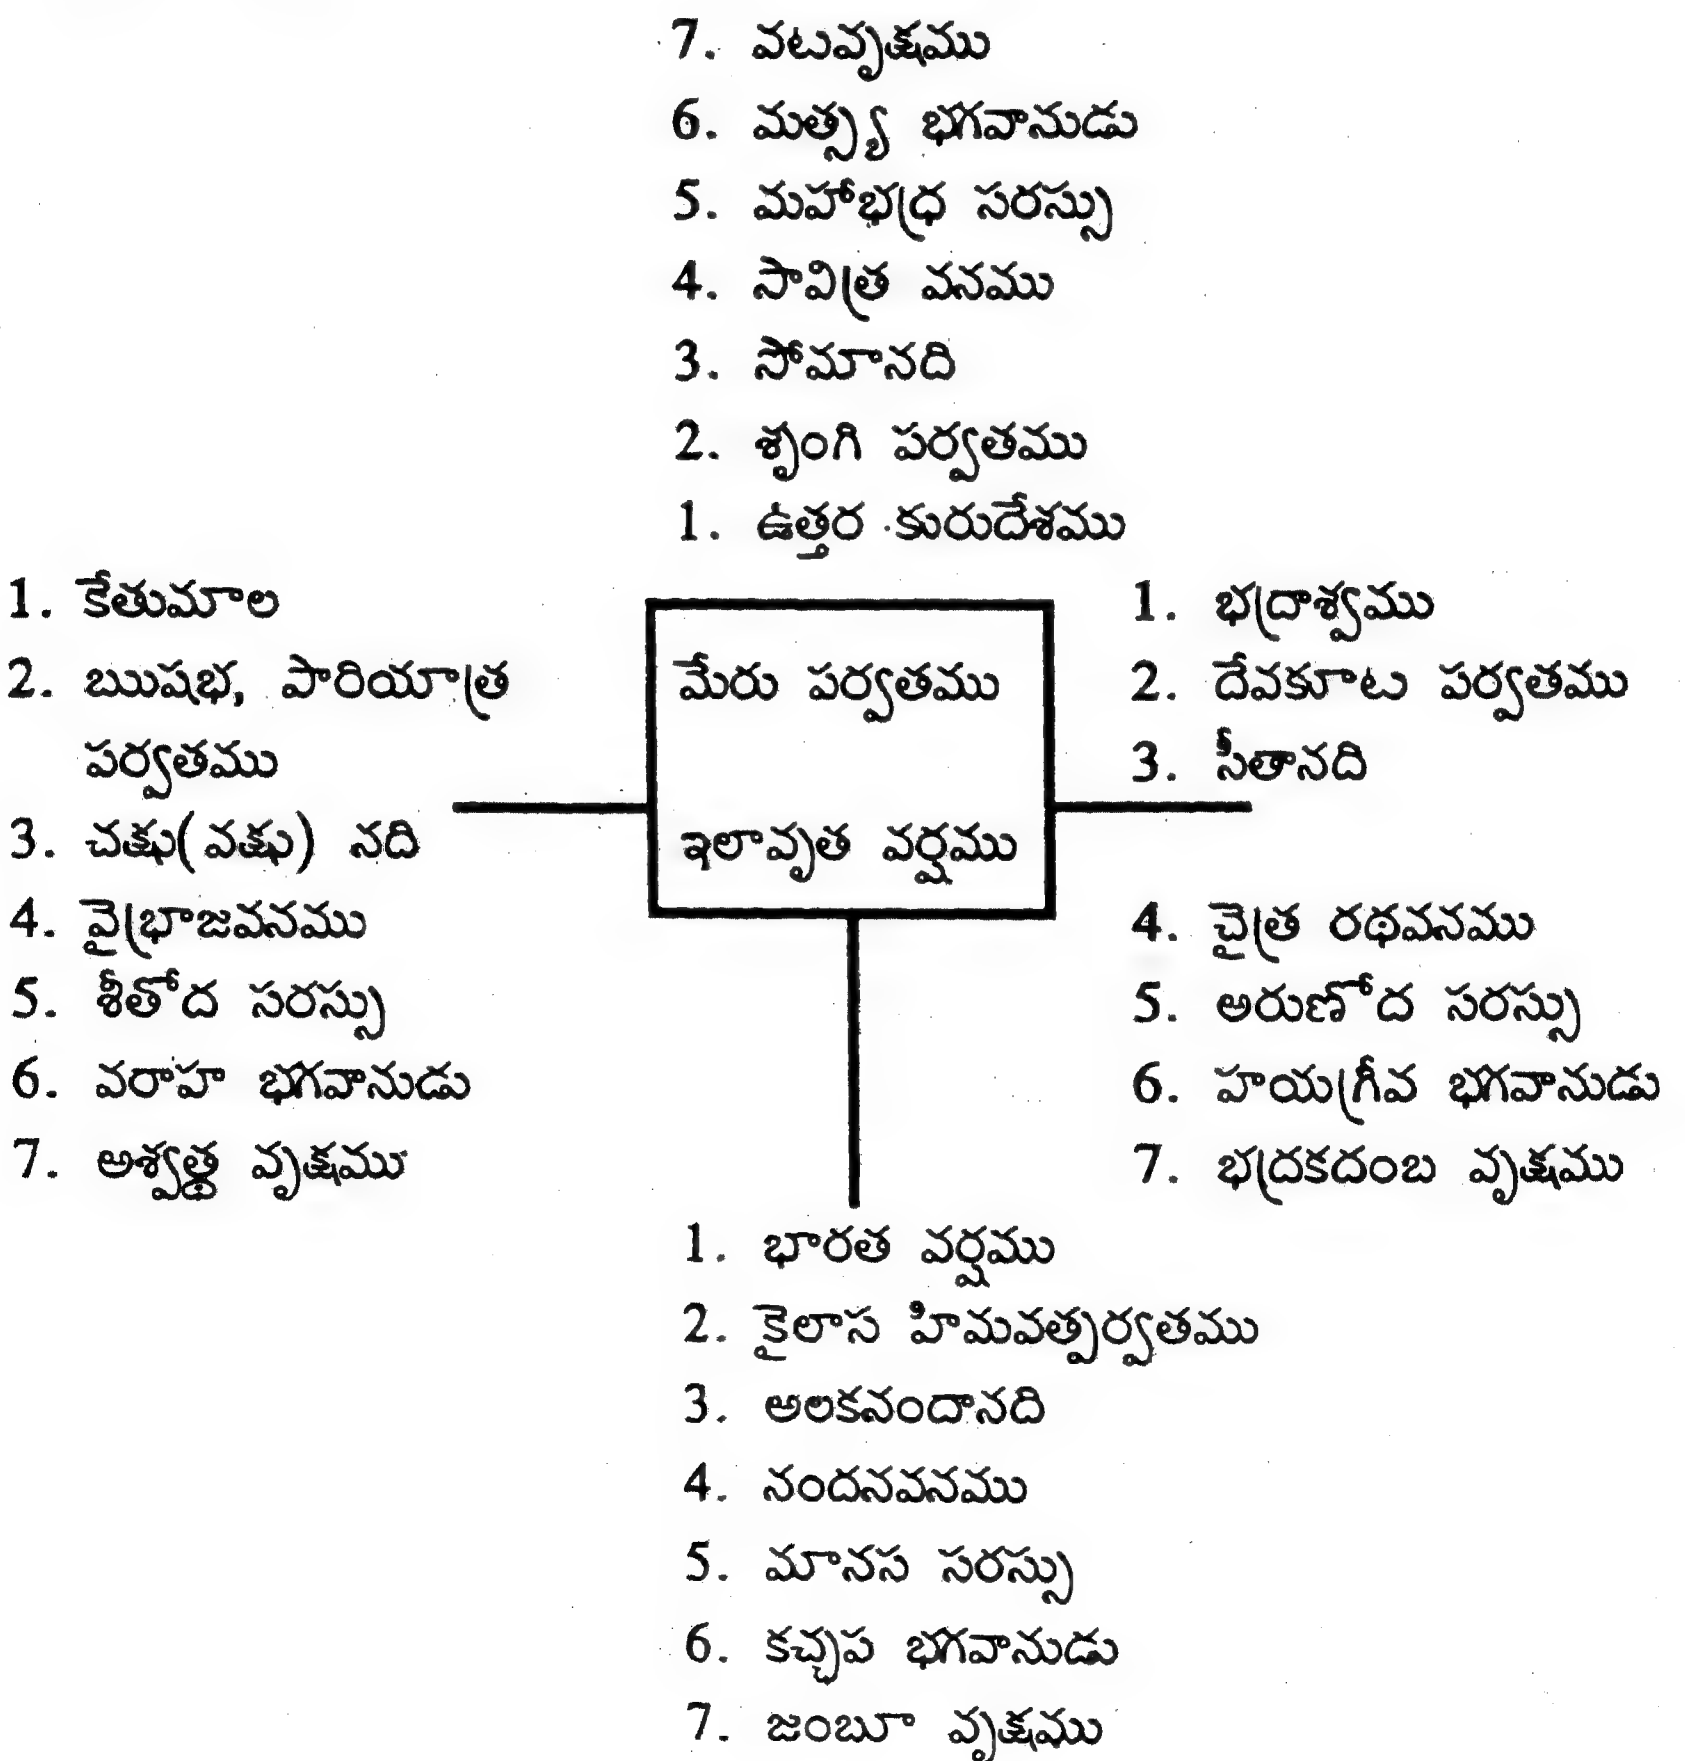 7. వటవృక్షము
6. మత్స్య భగవానుడు
5. మహాభధ్ర సరస్సు
4. సావిత్ర వనము
3. సోమానది
2. శృంగి పర్వతము
1. ఉత్తర కురుదేశము
1. కేతుమాల
2. ఋషభ, పారియాత్ర
పర్వతము
3. చక్షు(వక్షు) నది
4. వైభ్రాజవనము
5. శీతోద సరస్సు
6. వరాహ భగవానుడు
7. అశ్వత్థ వృక్షము
మేరు పర్వతము
ఇలావృత వర్షము
1. భద్రాశ్వము
2. దేవకూట పర్వతము
3. సీతానది
4. చైత్ర రథవనము
5. అరుణోద సరస్సు
6. హయగ్రీవ భగవానుడు
7. భద్రకదంబ వృక్షము
1. భారత వర్షము
2. కైలాస హిమవత్పర్వతము
3. అలకనందానది
4. నందనవనము
5. మానస సరస్సు
6. కచ్ఛప భగవానుడు
7. జంబూ వృక్షము